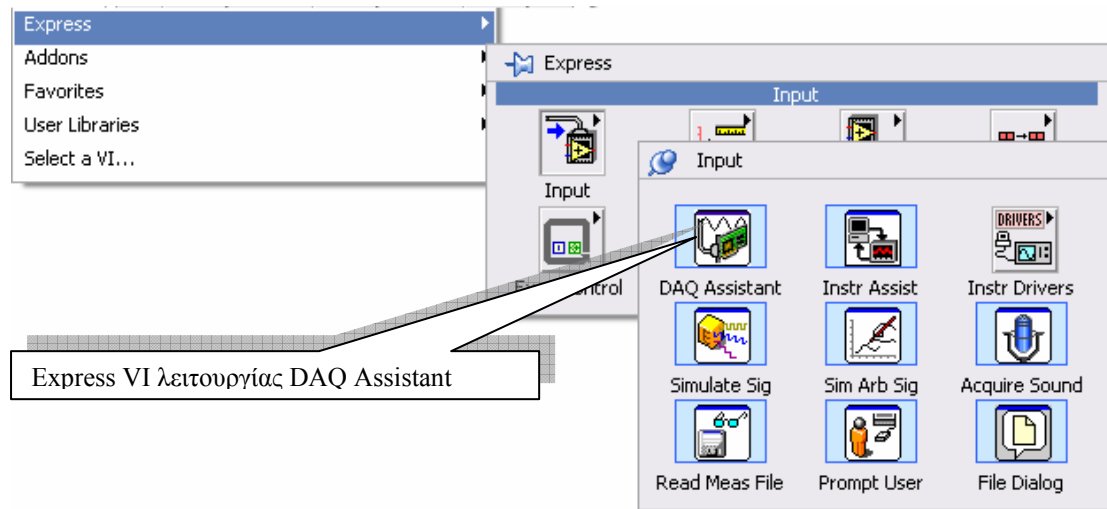 Express
Addons
Favorites
User Libraries
Select a VI...
Express
Input
Input
Input
DAQ Assistant
Instr Assist
DRIVERS
Instr Drivers
Simulate Sig
Sim Arb Sig
Acquire Sound
Read Meas File
Prompt User
File Dialog
Express VI λειτουργίας DAQ Assistant